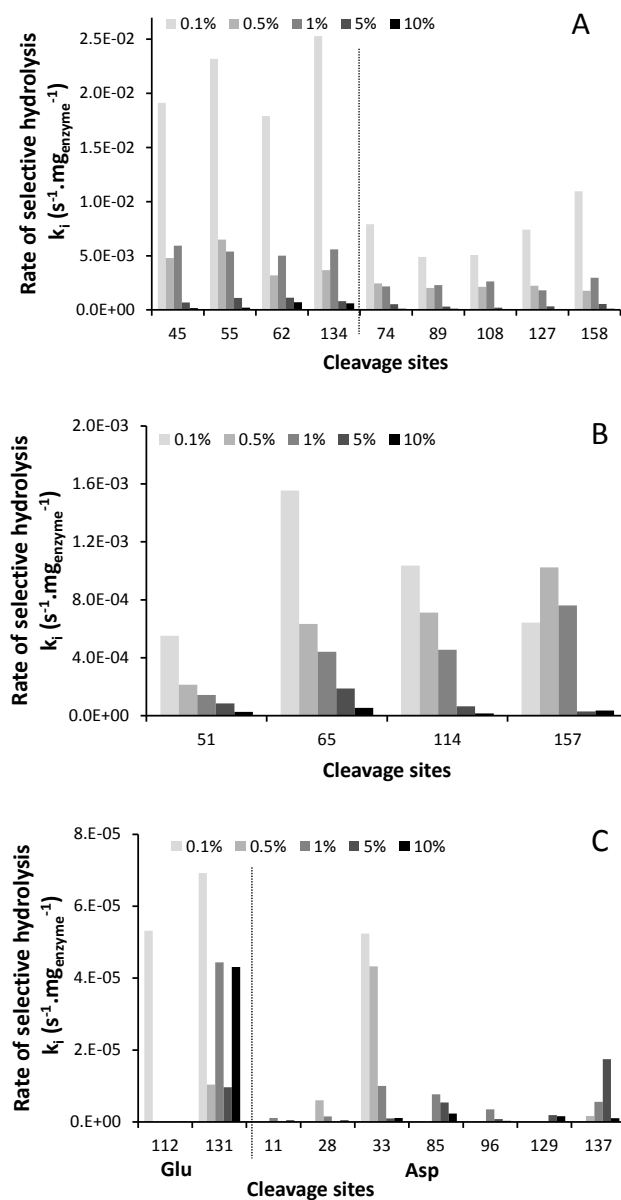 0.1% 0.5% 1% 5% 10%
A
Rate of selective hydrolysis
kᵢ (s⁻¹.mg_enzyme⁻¹)
2.5E-02
2.0E-02
1.5E-02
1.0E-02
5.0E-03
0.0E+00
45 55 62 134 74 89 108 127 158
Cleavage sites
B
0.1% 0.5% 1% 5% 10%
Rate of selective hydrolysis
kᵢ (s⁻¹.mg_enzyme⁻¹)
2.0E-03
1.6E-03
1.2E-03
8.0E-04
4.0E-04
0.0E+00
51 65 114 157
Cleavage sites
C
0.1% 0.5% 1% 5% 10%
Rate of selective hydrolysis
kᵢ (s⁻¹.mg_enzyme⁻¹)
8.E-05
6.E-05
4.E-05
2.E-05
0.E+00
112 131 11 28 33 85 96 129 137
Glu Asp
Cleavage sites